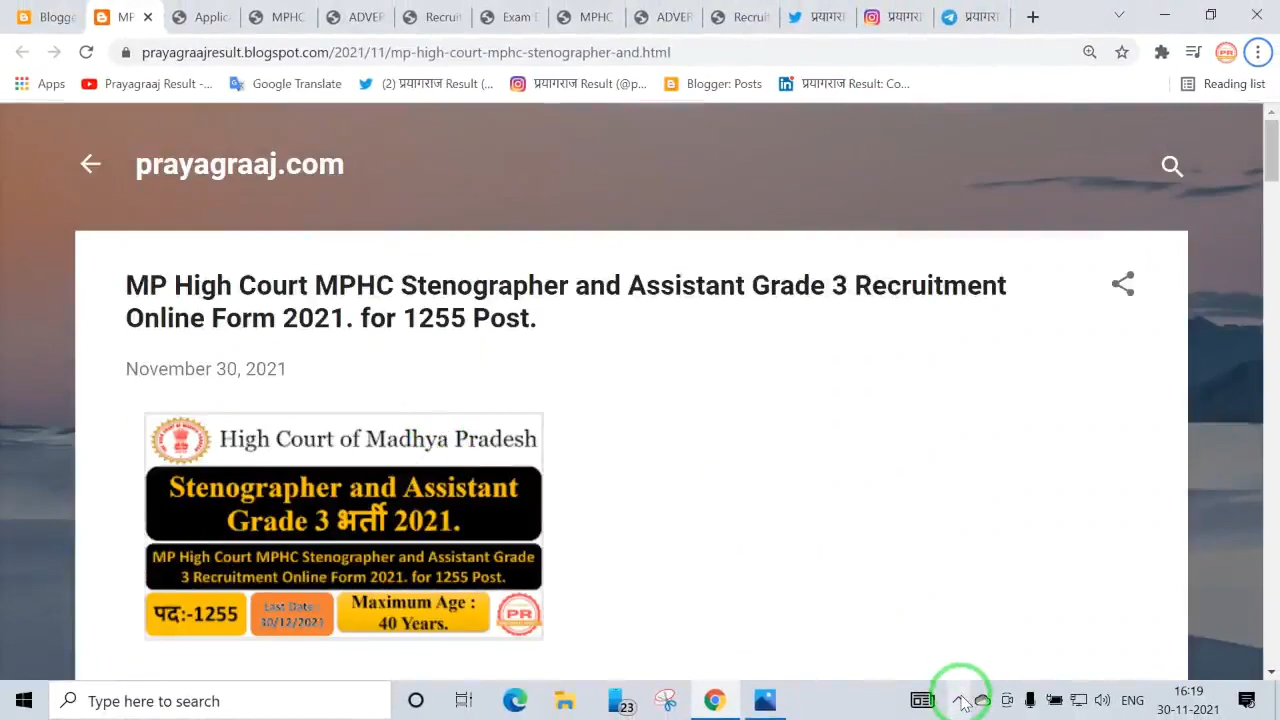 Blogge
MP
Applic
MPHC
ADVER
Recruit
Exam
MPHC
ADVER
Recruit
प्रयागरा
प्रयागरा
प्रयागरा
prayagraajresult.blogspot.com/2021/11/mp-high-court-mphc-stenographer-and.html
Apps
Prayagraaj Result -...
Google Translate
(2) प्रयागराज Result (...
प्रयागराज Result (@p...
Blogger: Posts
प्रयागराज Result: Co...
Reading list
prayagraaj.com
MP High Court MPHC Stenographer and Assistant Grade 3 Recruitment
Online Form 2021. for 1255 Post.
November 30, 2021
High Court of Madhya Pradesh
Stenographer and Assistant
Grade 3 भर्ती 2021.
MP High Court MPHC Stenographer and Assistant Grade
3 Recruitment Online Form 2021. for 1255 Post.
पद:-1255
Last Date:
30/12/2021
Maximum Age :
40 Years.
PR
Type here to search
23
ENG
16:19
30-11-2021